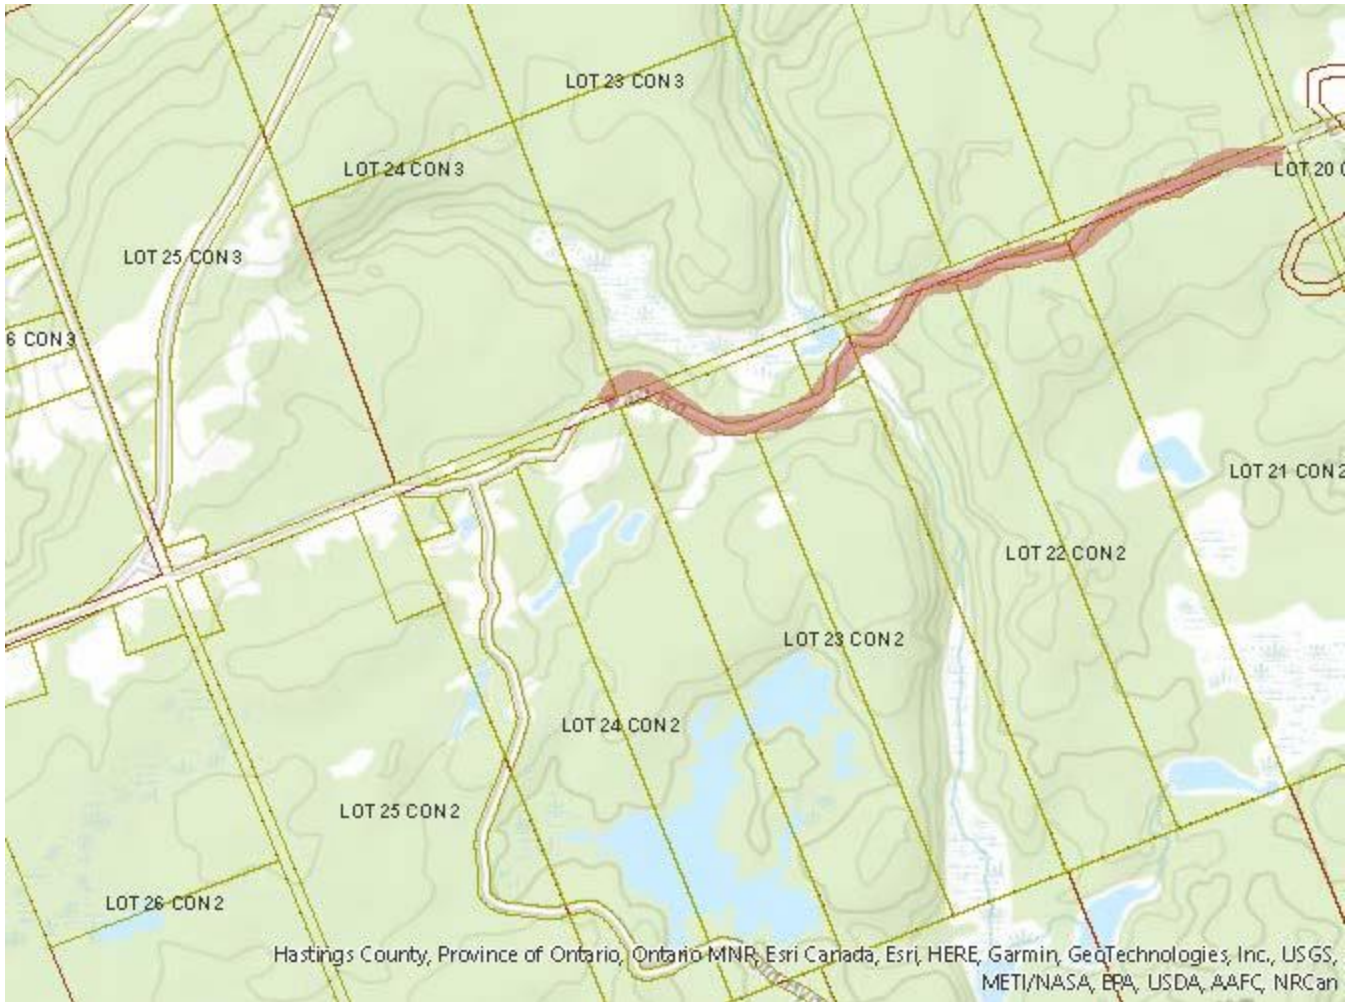 LOT 23 CON 3
LOT 24 CON 3
LOT 20 C
LOT 25 CON 3
6 CON 3
LOT 21 CON 2
LOT 22 CON 2
LOT 23 CON 2
LOT 24 CON 2
LOT 25 CON 2
LOT 26 CON 2
Hastings County, Province of Ontario, Ontario MNR, Esri Canada, Esri, HERE, Garmin, GeoTechnologies, Inc., USGS,
METI/NASA, EPA, USDA, AAFC, NRCan